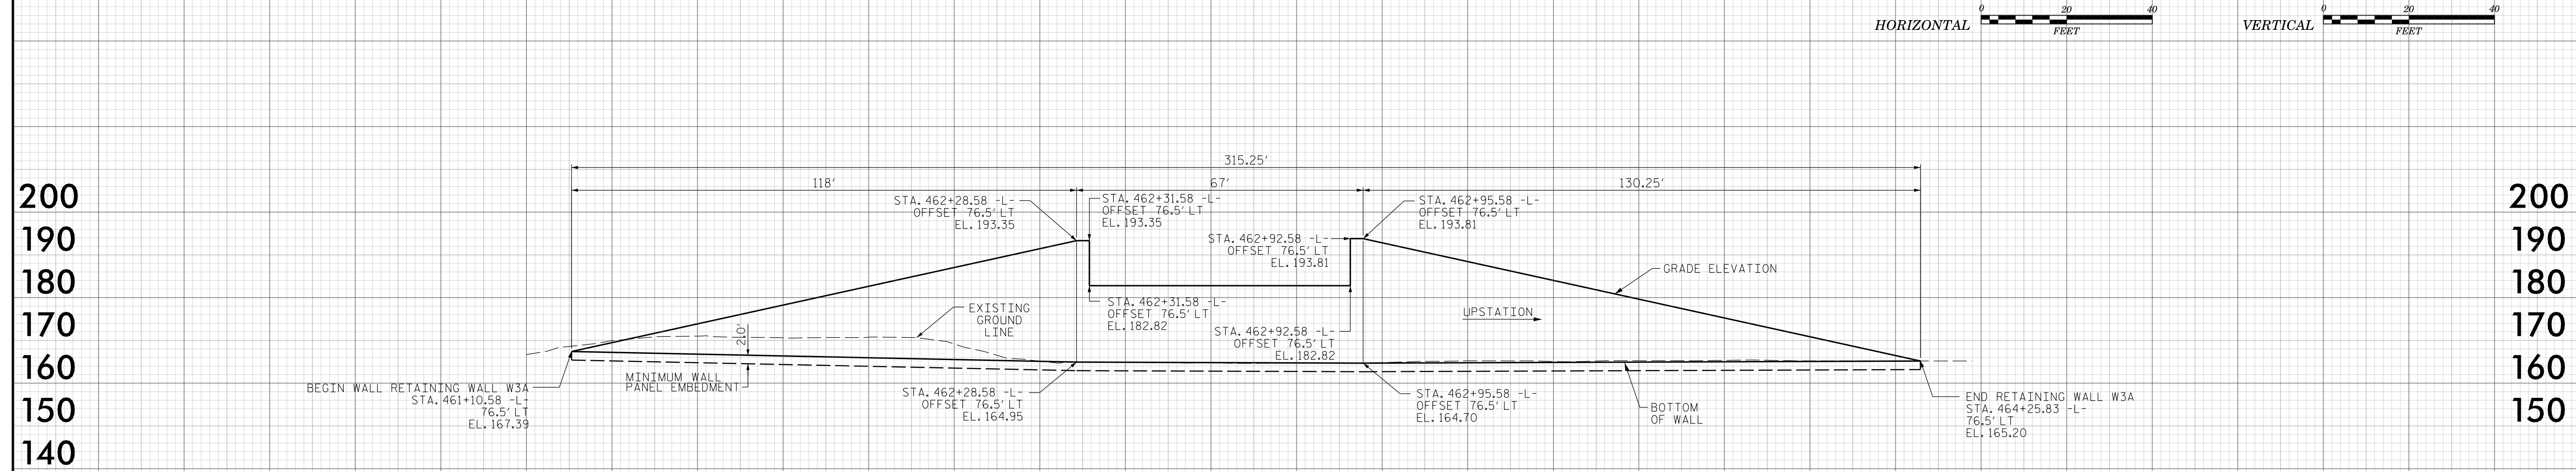 0 20 40
HORIZONTAL
FEET
0 20 40
VERTICAL
FEET
315.25'
118'
67'
130.25'
200
190
180
170
160
150
140
200
190
180
170
160
150
STA. 462+28.58 -L-
OFFSET 76.5' LT
EL. 193.35
STA. 462+31.58 -L-
OFFSET 76.5' LT
EL. 193.35
STA. 462+92.58 -L-
OFFSET 76.5' LT
EL. 193.81
STA. 462+95.58 -L-
OFFSET 76.5' LT
EL. 193.81
GRADE ELEVATION
EXISTING
GROUND
LINE
STA. 462+31.58 -L-
OFFSET 76.5' LT
EL. 182.82
STA. 462+92.58 -L-
OFFSET 76.5' LT
EL. 182.82
UPSTATION
2.0'
MINIMUM WALL
PANEL EMBEDMENT
BEGIN WALL RETAINING WALL W3A
STA. 461+10.58 -L-
76.5' LT
EL. 167.39
STA. 462+28.58 -L-
OFFSET 76.5' LT
EL. 164.95
STA. 462+95.58 -L-
OFFSET 76.5' LT
EL. 164.70
BOTTOM
OF WALL
END RETAINING WALL W3A
STA. 464+25.83 -L-
76.5' LT
EL. 165.20